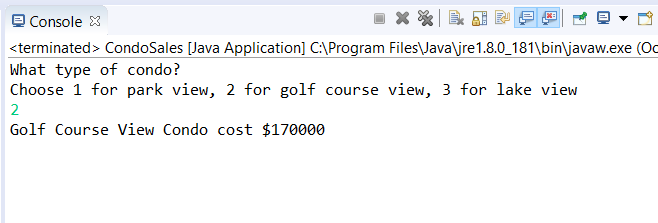 Console
<terminated> CondoSales [Java Application] C:\Program Files\Java\jre1.8.0_181\bin\javaw.exe (Oc
What type of condo?
Choose 1 for park view, 2 for golf course view, 3 for lake view
2
Golf Course View Condo cost $170000